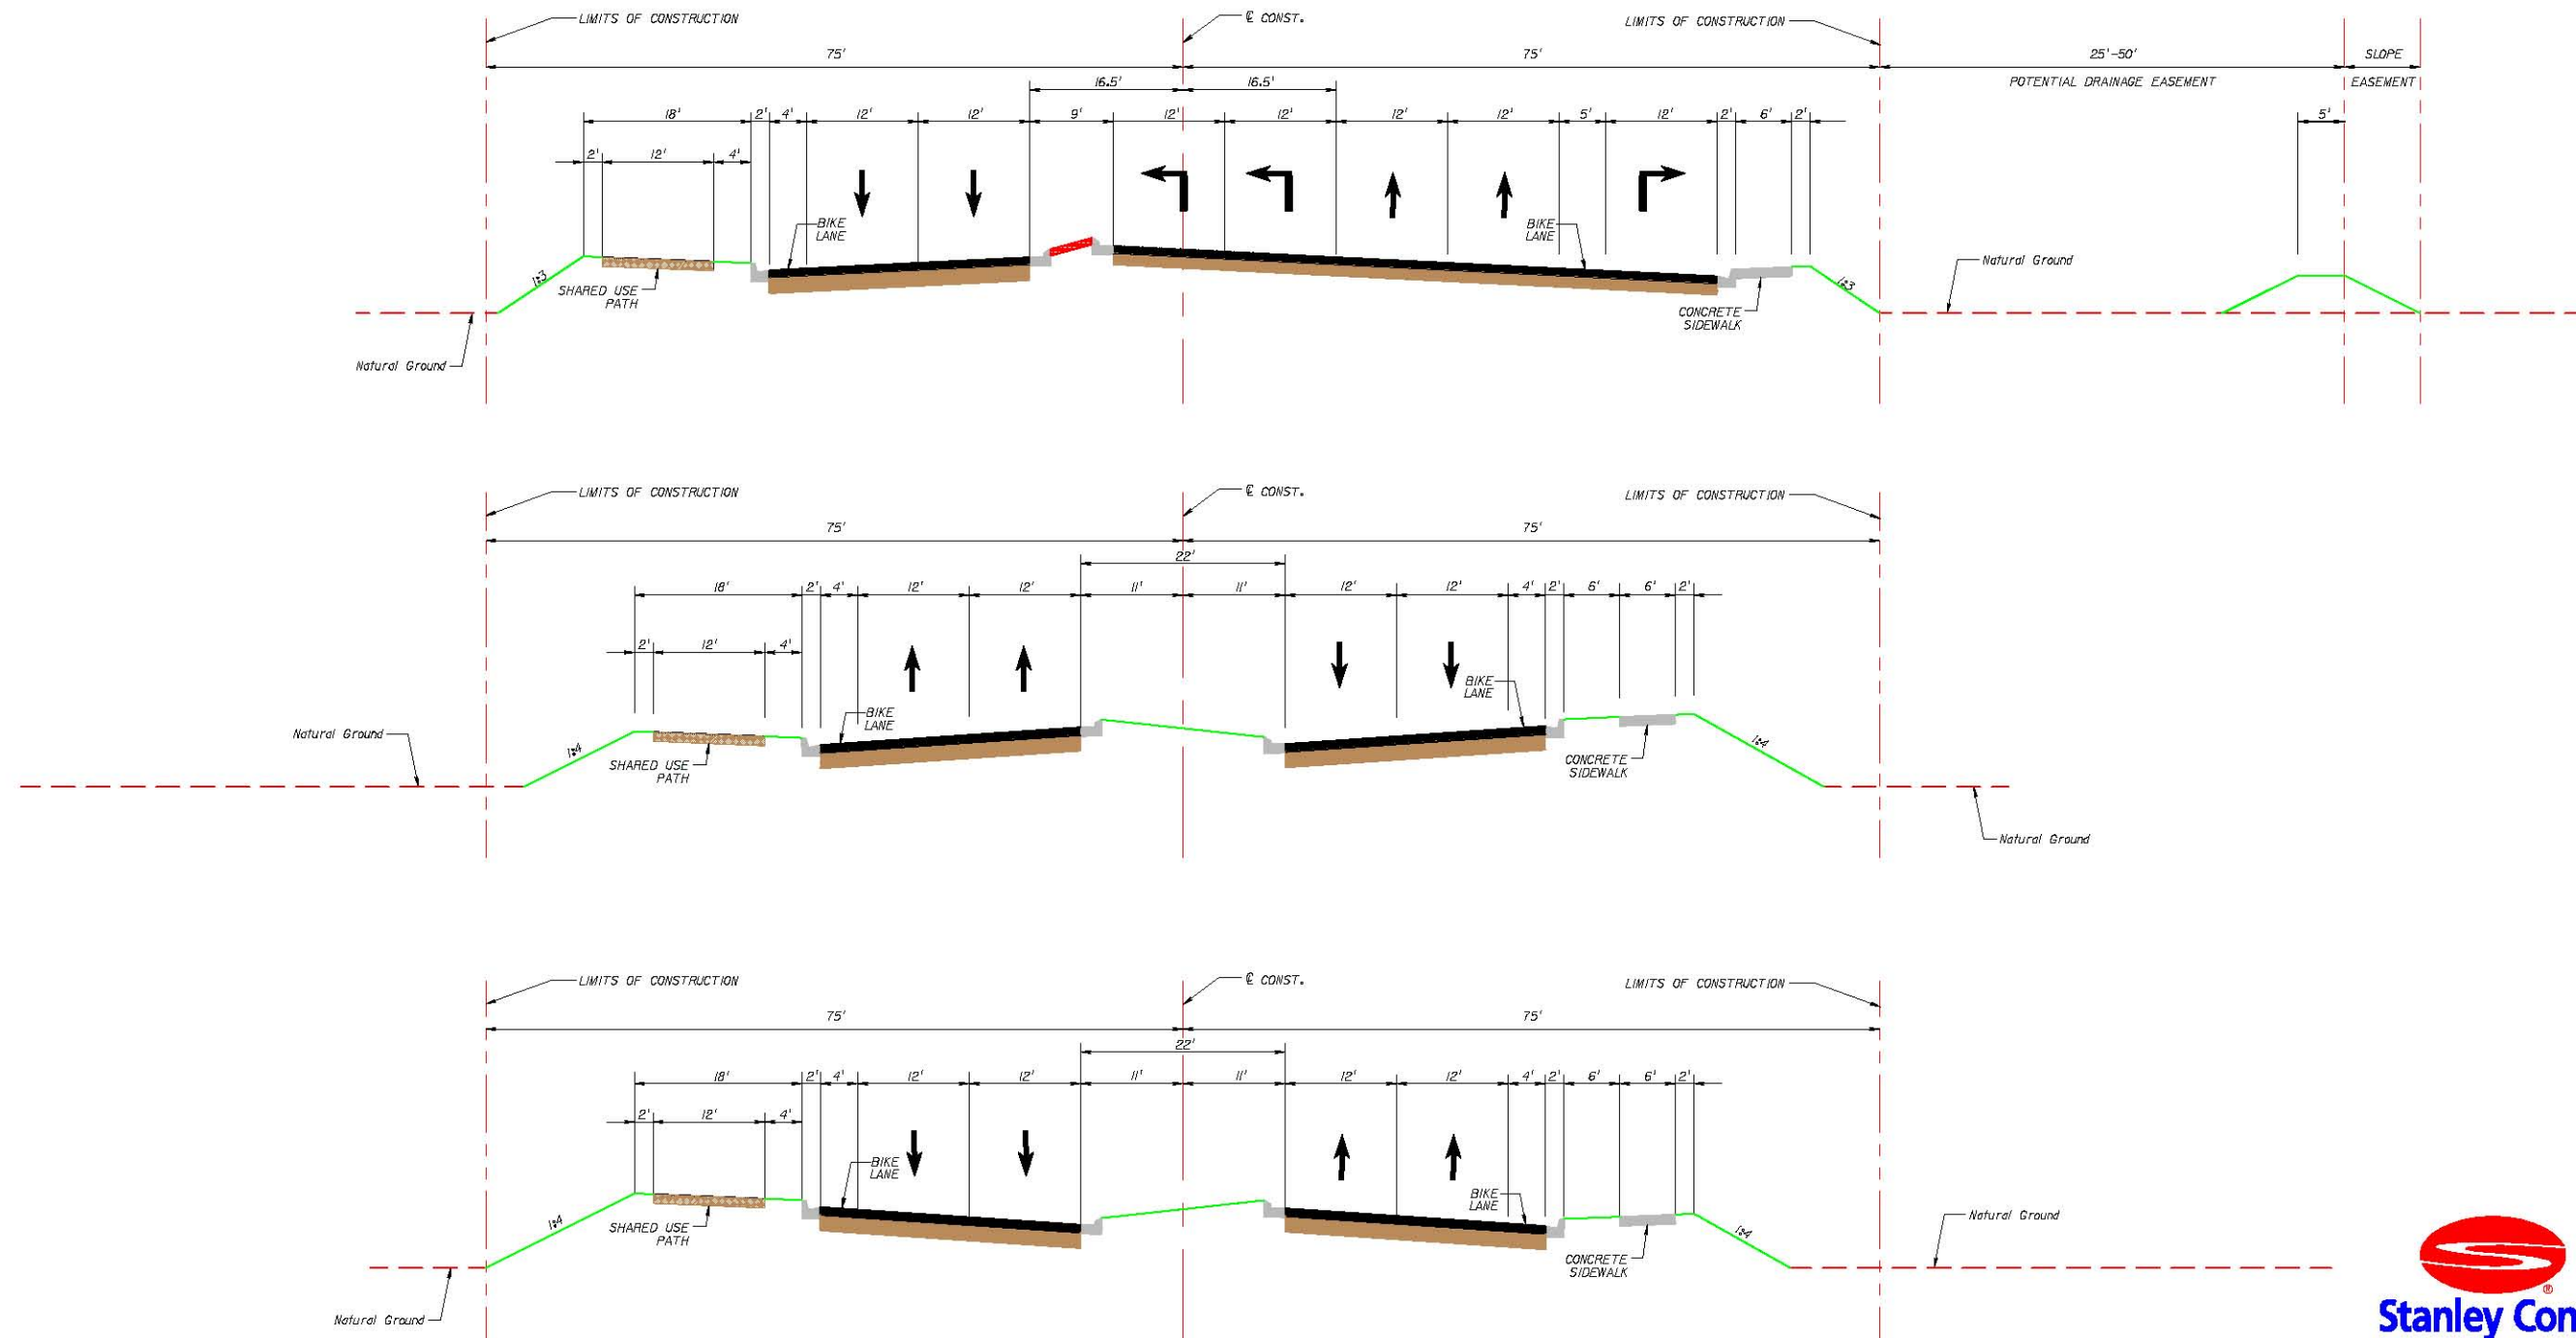 LIMITS OF CONSTRUCTION
℄ CONST.
LIMITS OF CONSTRUCTION
75'
75'
25'-50'
SLOPE
16.5'
16.5'
POTENTIAL DRAINAGE EASEMENT
EASEMENT
18'
2'
4'
12'
12'
9'
12'
12'
12'
12'
5'
12'
2'
6'
2'
5'
2'
12'
4'
BIKE
LANE
BIKE
LANE
1:3
SHARED USE
PATH
Natural Ground
1:3
CONCRETE
SIDEWALK
Natural Ground
LIMITS OF CONSTRUCTION
℄ CONST.
LIMITS OF CONSTRUCTION
75'
75'
22'
18'
2'
4'
12'
12'
11'
11'
12'
12'
4'
2'
6'
6'
2'
2'
12'
4'
BIKE
LANE
BIKE
LANE
Natural Ground
1:4
SHARED USE
PATH
CONCRETE
SIDEWALK
1:4
Natural Ground
LIMITS OF CONSTRUCTION
℄ CONST.
LIMITS OF CONSTRUCTION
75'
75'
22'
18'
2'
4'
12'
12'
11'
11'
12'
12'
4'
2'
6'
6'
2'
2'
12'
4'
BIKE
LANE
BIKE
LANE
1:4
SHARED USE
PATH
CONCRETE
SIDEWALK
1:4
Natural Ground
Natural Ground
®
Stanley Con